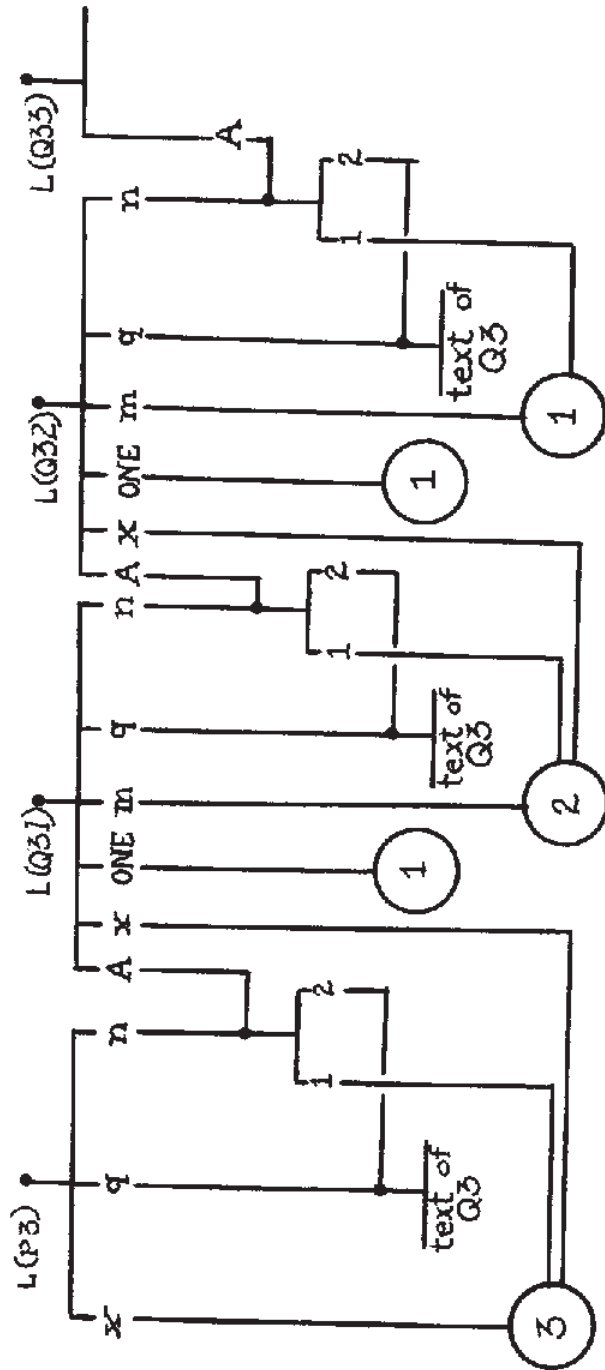 L(P3) L(Q31) L(Q32) L(Q33)
x q n A x ONE m q n A x ONE m q n
A
1 2 1 2 1 2
1 1
text of text of text of
Q3 Q3 Q3
3 2 1